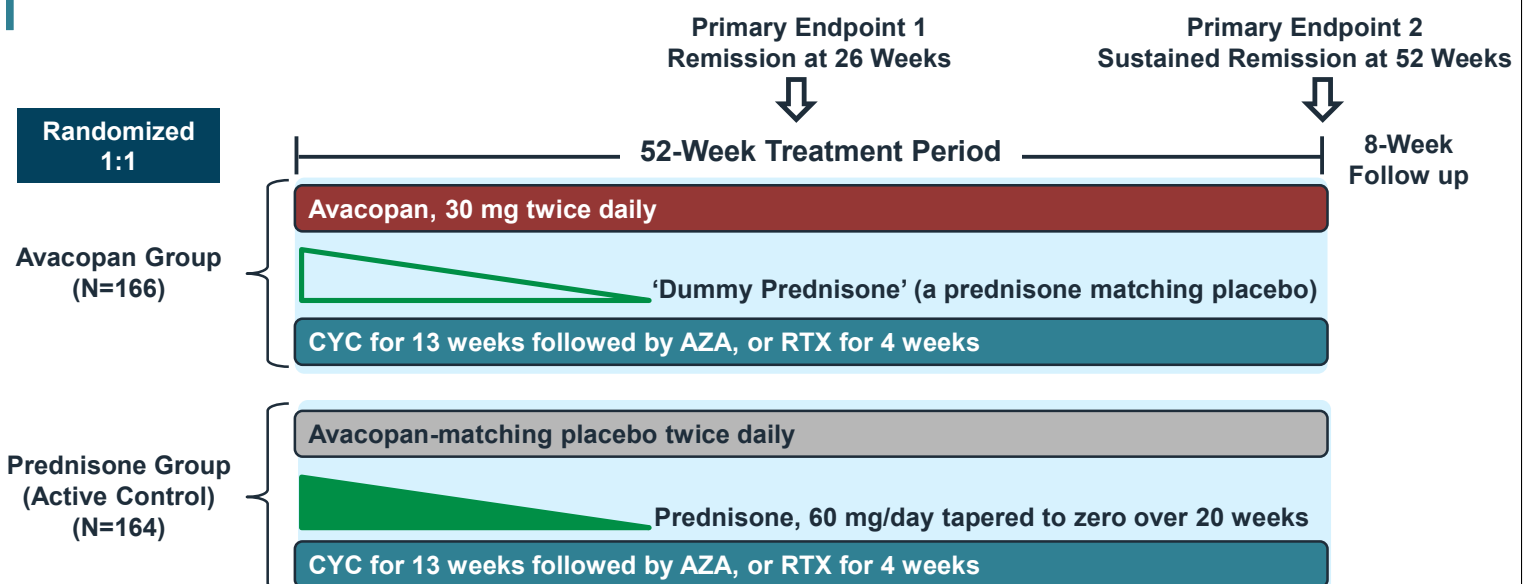 Primary Endpoint 1
Remission at 26 Weeks
Primary Endpoint 2
Sustained Remission at 52 Weeks
Randomized
1:1
52-Week Treatment Period
8-Week
Follow up
Avacopan Group
(N=166)
Avacopan, 30 mg twice daily
‘Dummy Prednisone’ (a prednisone matching placebo)
CYC for 13 weeks followed by AZA, or RTX for 4 weeks
Prednisone Group
(Active Control)
(N=164)
Avacopan-matching placebo twice daily
Prednisone, 60 mg/day tapered to zero over 20 weeks
CYC for 13 weeks followed by AZA, or RTX for 4 weeks